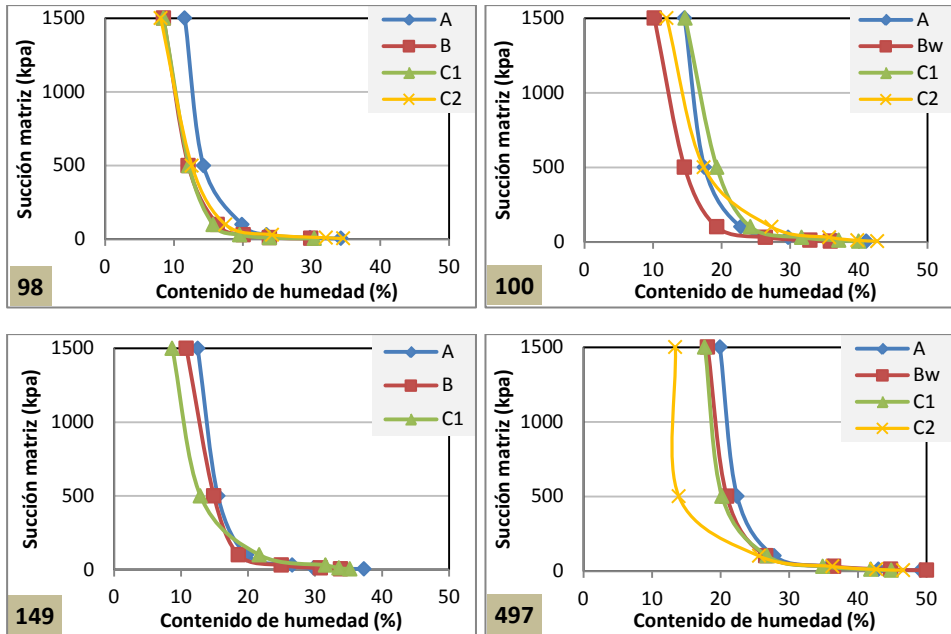 Succión matriz (kpa)
1500
1000
500
0
0 10 20 30 40 50
Contenido de humedad (%)
A
B
C1
C2
98
Succión matriz (kpa)
1500
1000
500
0
0 10 20 30 40 50
Contenido de humedad (%)
A
Bw
C1
C2
100
Succión matriz (kpa)
1500
1000
500
0
0 10 20 30 40 50
Contenido de humedad (%)
A
B
C1
149
Succión matriz (kpa)
1500
1000
500
0
0 10 20 30 40 50
Contenido de humedad (%)
A
Bw
C1
C2
497